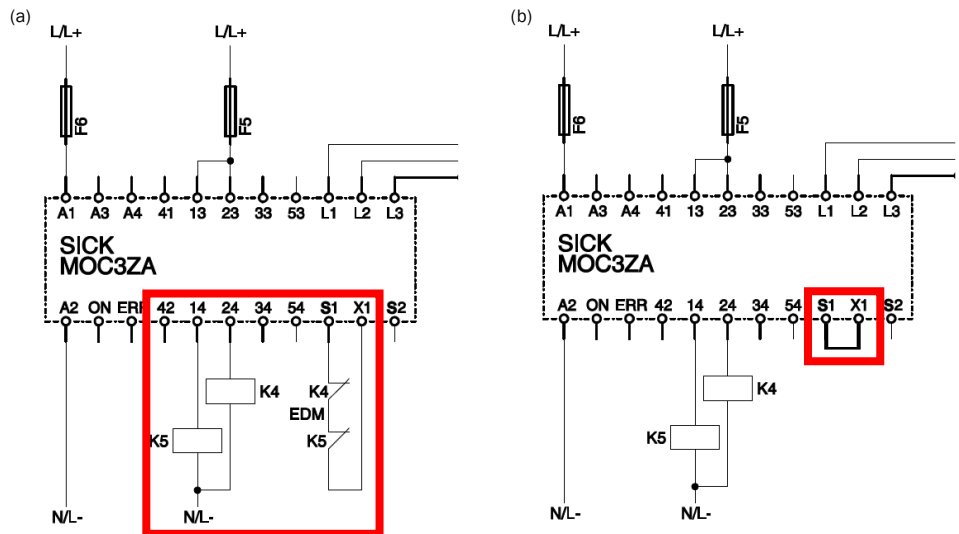 (a)
L/L+ L/L+
F6 F5
A1 A3 A4 41 13 23 33 53 L1 L2 L3
SICK
MOC3ZA
A2 ON ERR 42 14 24 34 54 S1 X1 S2
K4 K4
EDM
K5 K5
N/L- N/L-
(b)
L/L+ L/L+
F6 F5
A1 A3 A4 41 13 23 33 53 L1 L2 L3
SICK
MOC3ZA
A2 ON ERR 42 14 24 34 54 S1 X1 S2
K4
K5
N/L- N/L-